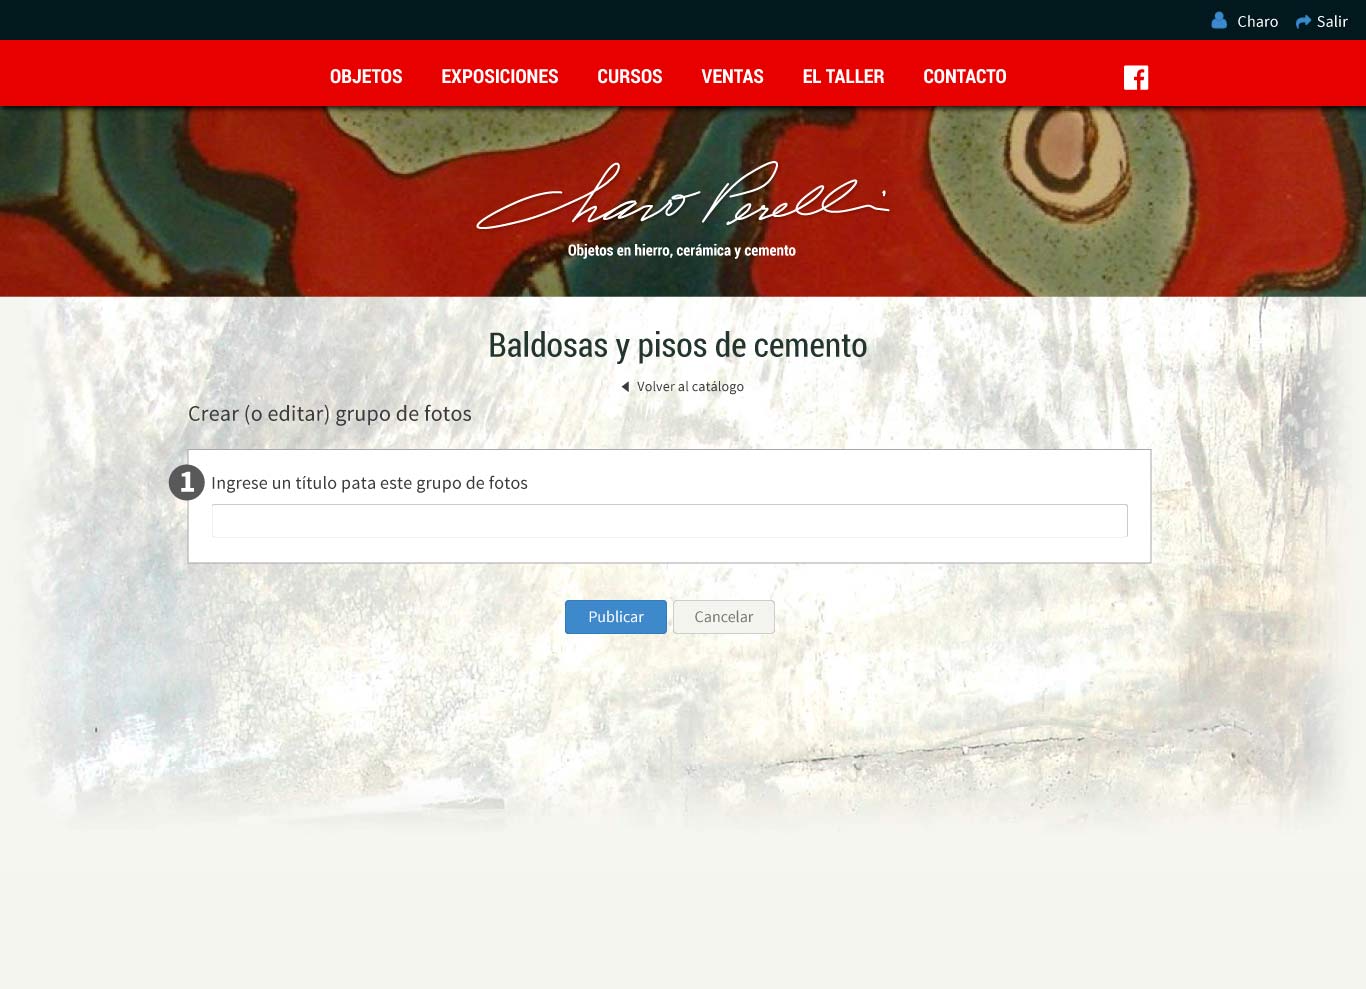 Charo Salir
OBJETOS EXPOSICIONES CURSOS VENTAS EL TALLER CONTACTO
Charo Perelli
Objetos en hierro, cerámica y cemento
Baldosas y pisos de cemento
Volver al catálogo
Crear (o editar) grupo de fotos
1 Ingrese un título pata este grupo de fotos
Publicar Cancelar